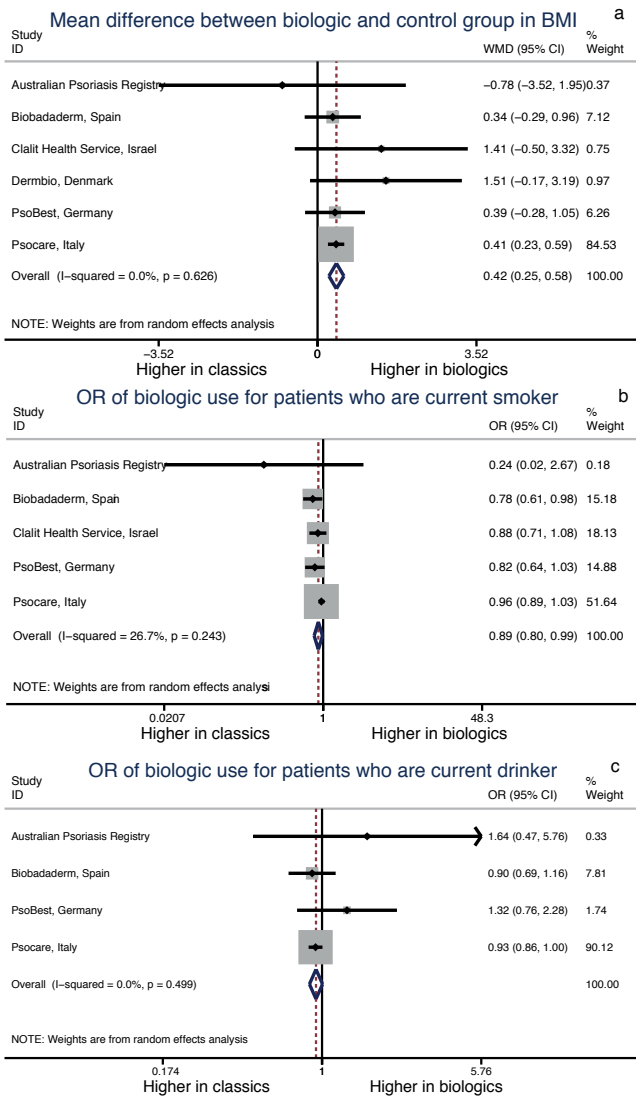 a
Mean difference between biologic and control group in BMI
Study %
ID WMD (95% CI) Weight
Australian Psoriasis Registry −0.78 (−3.52, 1.95) 0.37
Biobadaderm, Spain 0.34 (−0.29, 0.96) 7.12
Clalit Health Service, Israel 1.41 (−0.50, 3.32) 0.75
Dermbio, Denmark 1.51 (−0.17, 3.19) 0.97
PsoBest, Germany 0.39 (−0.28, 1.05) 6.26
Psocare, Italy 0.41 (0.23, 0.59) 84.53
Overall (I−squared = 0.0%, p = 0.626) 0.42 (0.25, 0.58) 100.00
NOTE: Weights are from random effects analysis
−3.52 0 3.52
Higher in classics Higher in biologics
OR of biologic use for patients who are current smoker b
Study %
ID OR (95% CI) Weight
Australian Psoriasis Registry 0.24 (0.02, 2.67) 0.18
Biobadaderm, Spain 0.78 (0.61, 0.98) 15.18
Clalit Health Service, Israel 0.88 (0.71, 1.08) 18.13
PsoBest, Germany 0.82 (0.64, 1.03) 14.88
Psocare, Italy 0.96 (0.89, 1.03) 51.64
Overall (I−squared = 26.7%, p = 0.243) 0.89 (0.80, 0.99) 100.00
NOTE: Weights are from random effects analysi
0.0207 1 48.3
Higher in classics Higher in biologics
c
OR of biologic use for patients who are current drinker
Study %
ID OR (95% CI) Weight
Australian Psoriasis Registry 1.64 (0.47, 5.76) 0.33
Biobadaderm, Spain 0.90 (0.69, 1.16) 7.81
PsoBest, Germany 1.32 (0.76, 2.28) 1.74
Psocare, Italy 0.93 (0.86, 1.00) 90.12
Overall (I−squared = 0.0%, p = 0.499) 100.00
NOTE: Weights are from random effects analysis
0.174 1 5.76
Higher in classics Higher in biologics